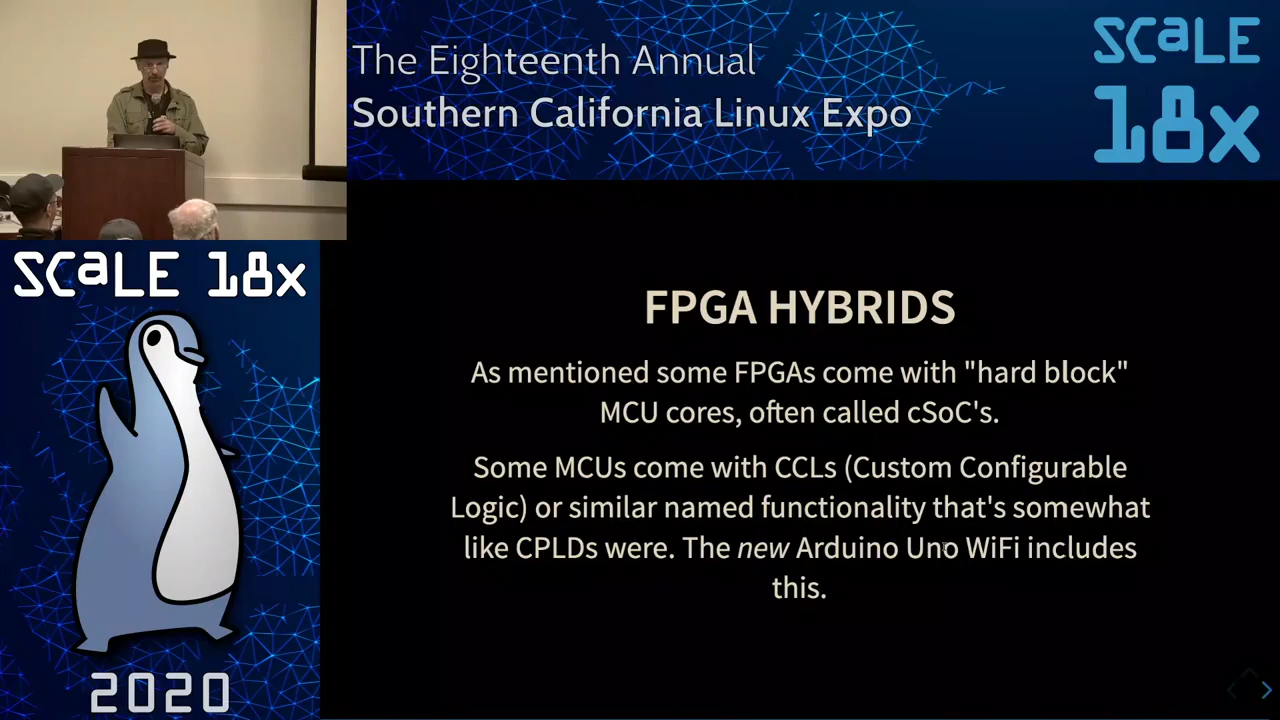 The Eighteenth Annual
Southern California Linux Expo
SCaLE
18x
SCaLE 18x
2020
FPGA HYBRIDS
As mentioned some FPGAs come with "hard block"
MCU cores, often called cSoC's.
Some MCUs come with CCLs (Custom Configurable
Logic) or similar named functionality that's somewhat
like CPLDs were. The new Arduino Uno WiFi includes
this.